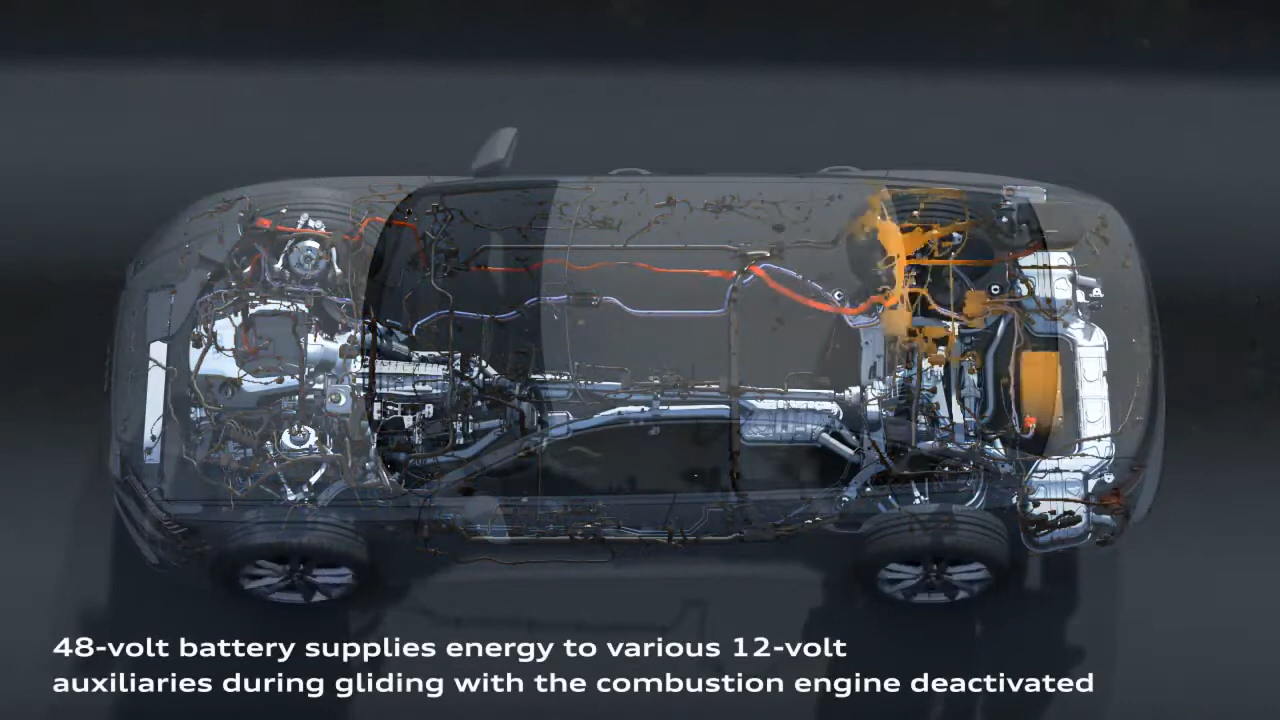 48-volt battery supplies energy to various 12-volt
auxiliaries during gliding with the combustion engine deactivated